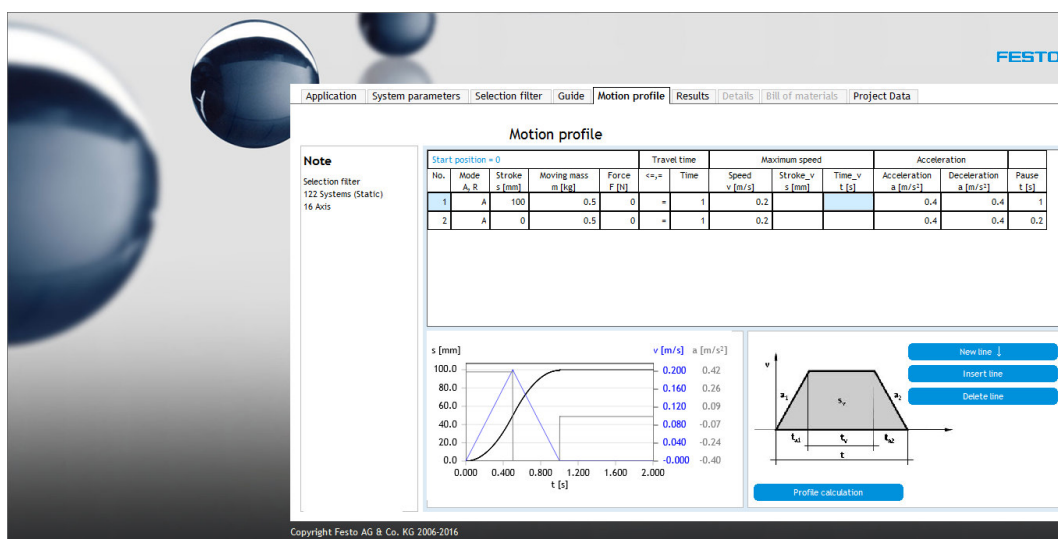 FESTO
Application System parameters Selection filter Guide Motion profile Results Details Bill of materials Project Data
Motion profile
Note
Selection filter
122 Systems (Static)
16 Axis
Start position = 0 Travel time Maximum speed Acceleration
No. Mode Stroke Moving mass Force <=,= Time Speed Stroke_v Time_v Acceleration Deceleration Pause
A, R s [mm] m [kg] F [N] v [m/s] s [mm] t [s] a [m/s²] a [m/s²] t [s]
1 A 100 0.5 0 = 1 0.2 0.4 0.4 1
2 A 0 0.5 0 = 1 0.2 0.4 0.4 0.2
s [mm] v [m/s] a [m/s²]
100.0 0.200 0.42
80.0 0.160 0.26
60.0 0.120 0.09
40.0 0.080 -0.07
20.0 0.040 -0.24
0.0 -0.000 -0.40
0.000 0.400 0.800 1.200 1.600 2.000
t [s]
v
a₁ sᵥ a₂
tₐ₁ tᵥ tₐ₂
t
New line ↓
Insert line
Delete line
Profile calculation
Copyright Festo AG & Co. KG 2006-2016